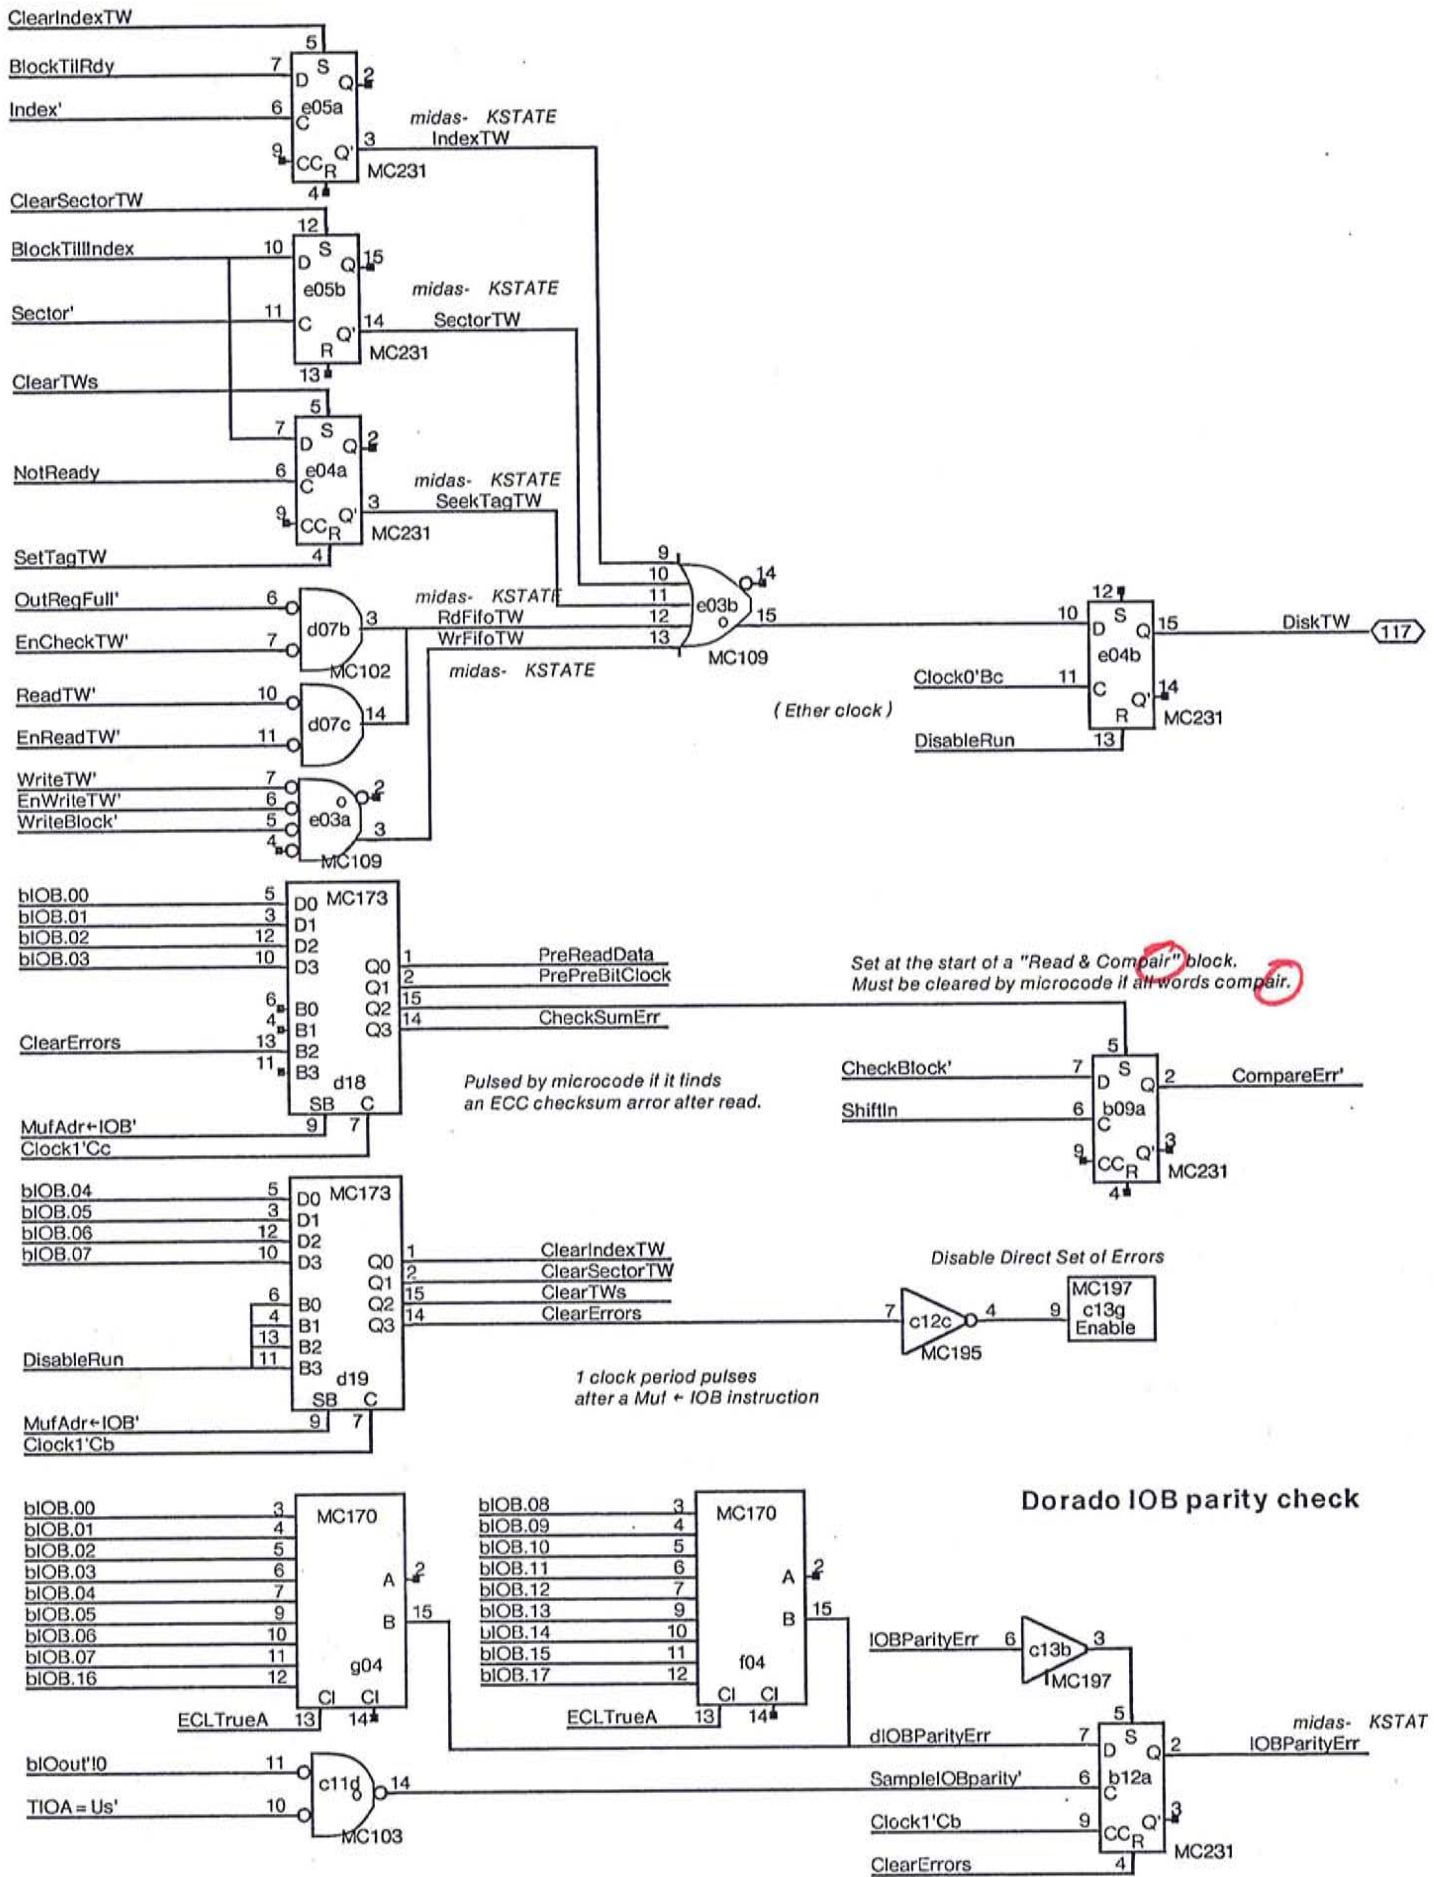 ClearIndexTW
5
BlockTilRdy 7 D S Q 2
Index' 6 C e05a
midas- KSTATE
9 CC R Q' 3 IndexTW
MC231
4
ClearSectorTW
12
BlockTillIndex 10 D S Q 15
e05b
midas- KSTATE
Sector' 11 C Q' 14 SectorTW
R MC231
13
ClearTWs
5
7 D S Q 2
NotReady 6 C e04a
midas- KSTATE
9 CC R Q' 3 SeekTagTW
MC231
SetTagTW 4
OutRegFull' 6 d07b 3
EnCheckTW' 7
MC102
midas- KSTATE
RdFifoTW
WrFifoTW
midas- KSTATE
ReadTW' 10 d07c 14
EnReadTW' 11
WriteTW' 7
EnWriteTW' 6 o 2
WriteBlock' 5 e03a 3
4
MC109
9
10
11
12
13
e03b
o
14
15
MC109
12
10 D S Q 15 DiskTW 117
e04b
Clock0'Bc 11 C Q' 14
(Ether clock)
R MC231
DisableRun 13
bIOB.00 5 D0 MC173
bIOB.01 3 D1
bIOB.02 12 D2
bIOB.03 10 D3
Q0 1 PreReadData
Q1 2 PrePreBitClock
6 B0 Q2 15
4 B1 Q3 14 CheckSumErr
ClearErrors 13 B2
11 B3
d18
SB C
MufAdr←IOB' 9 7
Clock1'Cc
Pulsed by microcode if it finds
an ECC checksum arror after read.
Set at the start of a "Read & Compair" block.
Must be cleared by microcode if all words compair.
5
CheckBlock' 7 D S Q 2 CompareErr'
ShiftIn 6 C b09a
9 CC R Q' 3
MC231
4
bIOB.04 5 D0 MC173
bIOB.05 3 D1
bIOB.06 12 D2
bIOB.07 10 D3
Q0 1 ClearIndexTW
Q1 2 ClearSectorTW
6 B0 Q2 15 ClearTWs
4 B1 Q3 14 ClearErrors
13 B2
DisableRun 11 B3
d19
SB C
MufAdr←IOB' 9 7
Clock1'Cb
1 clock period pulses
after a Muf ← IOB instruction
Disable Direct Set of Errors
7 c12c 4
MC195
9 MC197
c13g
Enable
bIOB.00 3 MC170
bIOB.01 4
bIOB.02 5
bIOB.03 6
bIOB.04 7
bIOB.05 9
bIOB.06 10
bIOB.07 11
bIOB.16 12
A 2
B 15
g04
CI CI
ECLTrueA 13 14
bIOB.08 3 MC170
bIOB.09 4
bIOB.10 5
bIOB.11 6
bIOB.12 7
bIOB.13 9
bIOB.14 10
bIOB.15 11
bIOB.17 12
A 2
B 15
f04
CI CI
ECLTrueA 13 14
Dorado IOB parity check
IOBParityErr 6 c13b 3
MC197
5
dIOBParityErr 7 D S Q 2 IOBParityErr
midas- KSTAT
bIOout'!0 11 c11d 14
o
TIOA=Us' 10
MC103
SampleIOBparity' 6 C b12a
Clock1'Cb 9 CC R Q' 3
MC231
ClearErrors 4